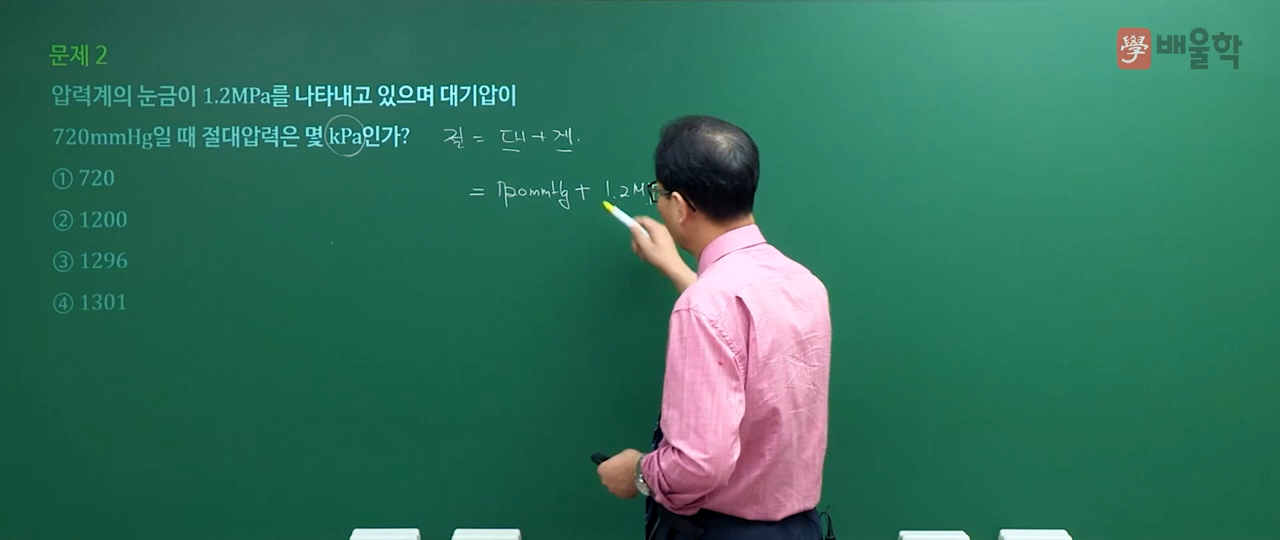 문제 2
압력계의 눈금이 1.2MPa를 나타내고 있으며 대기압이
720mmHg일 때 절대압력은 몇 kPa인가?
절 = 대 + 게.
= 720mmHg + 1.2M
① 720
② 1200
③ 1296
④ 1301
學 배울학